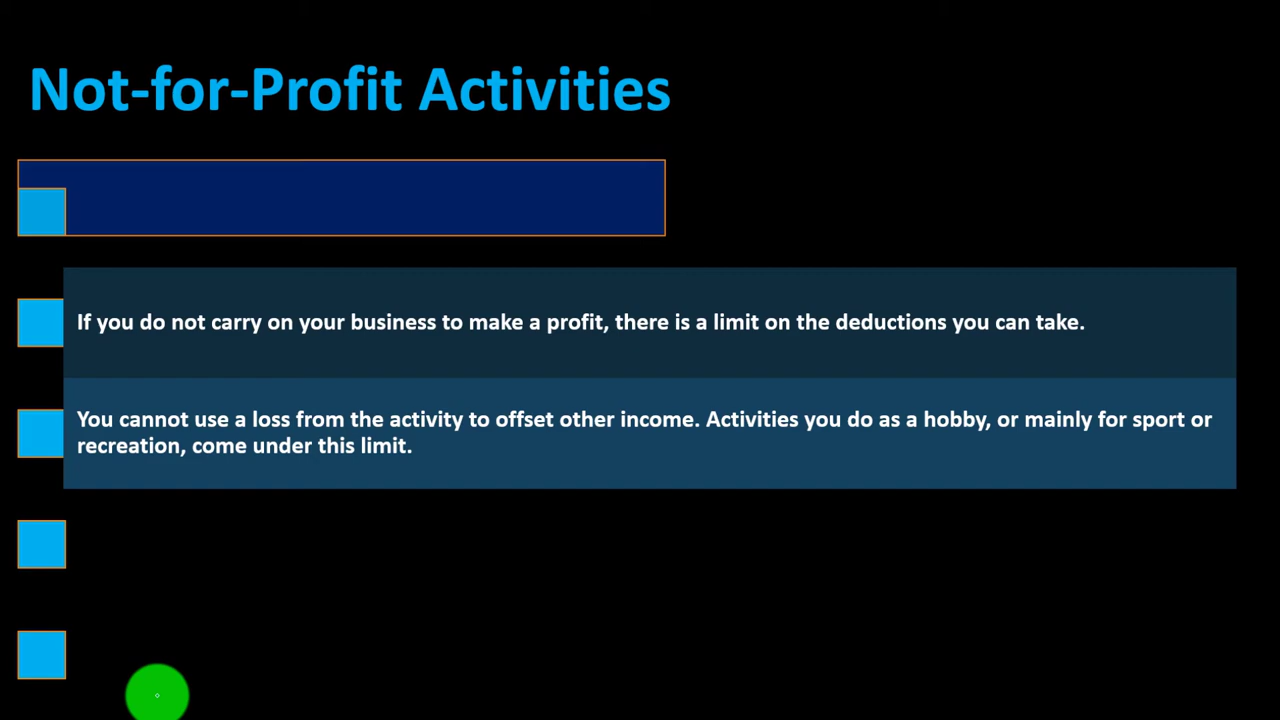 Not-for-Profit Activities
If you do not carry on your business to make a profit, there is a limit on the deductions you can take.
You cannot use a loss from the activity to offset other income. Activities you do as a hobby, or mainly for sport or
recreation, come under this limit.